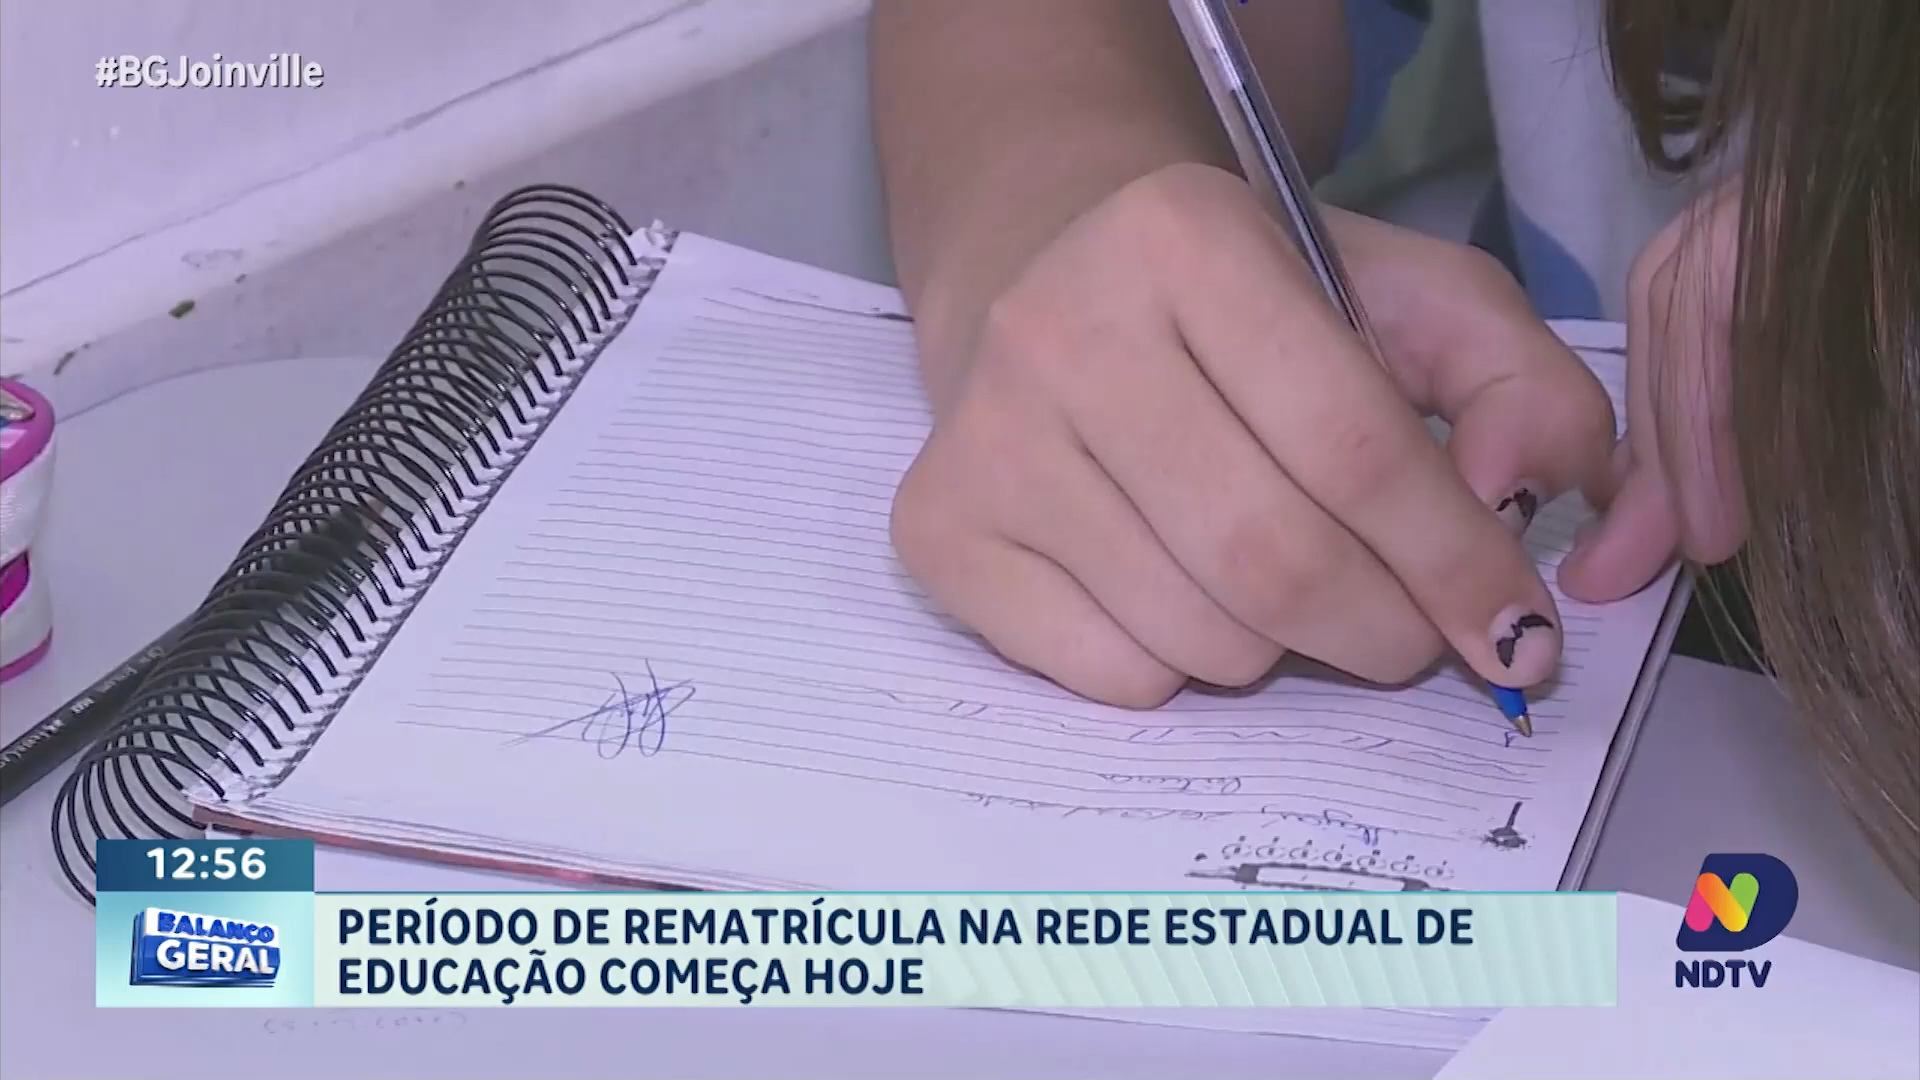 #BGJoinville
12:56
BALANÇO
GERAL
PERÍODO DE REMATRÍCULA NA REDE ESTADUAL DE
EDUCAÇÃO COMEÇA HOJE
NDTV